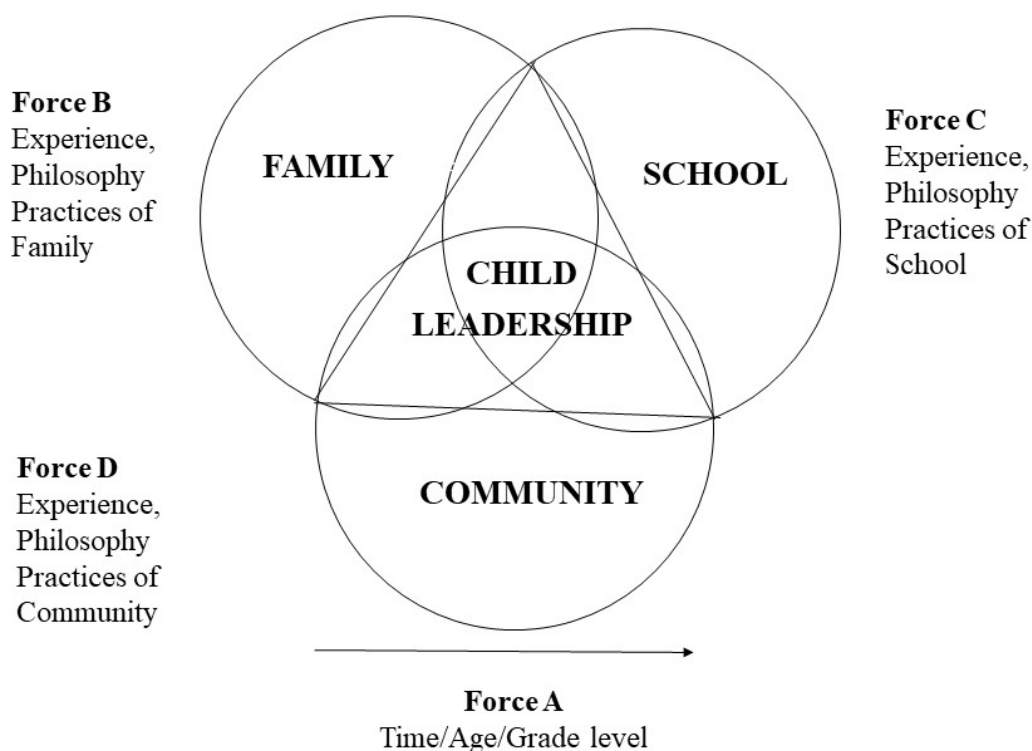 Force B
Experience,
Philosophy
Practices of
Family
FAMILY
SCHOOL
Force C
Experience,
Philosophy
Practices of
School
CHILD
LEADERSHIP
Force D
Experience,
Philosophy
Practices of
Community
COMMUNITY
Force A
Time/Age/Grade level